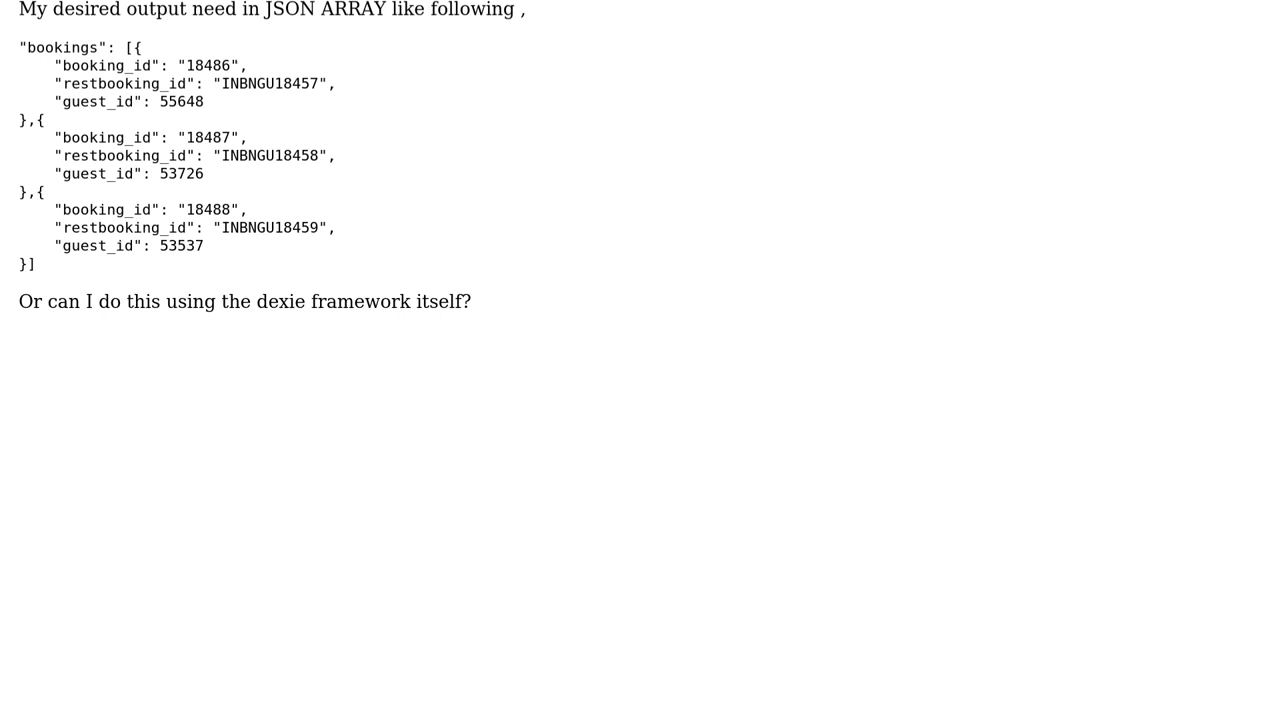 My desired output need in JSON ARRAY like following ,
"bookings": [{
    "booking_id": "18486",
    "restbooking_id": "INBNGU18457",
    "guest_id": 55648
},{
    "booking_id": "18487",
    "restbooking_id": "INBNGU18458",
    "guest_id": 53726
},{
    "booking_id": "18488",
    "restbooking_id": "INBNGU18459",
    "guest_id": 53537
}]
Or can I do this using the dexie framework itself?